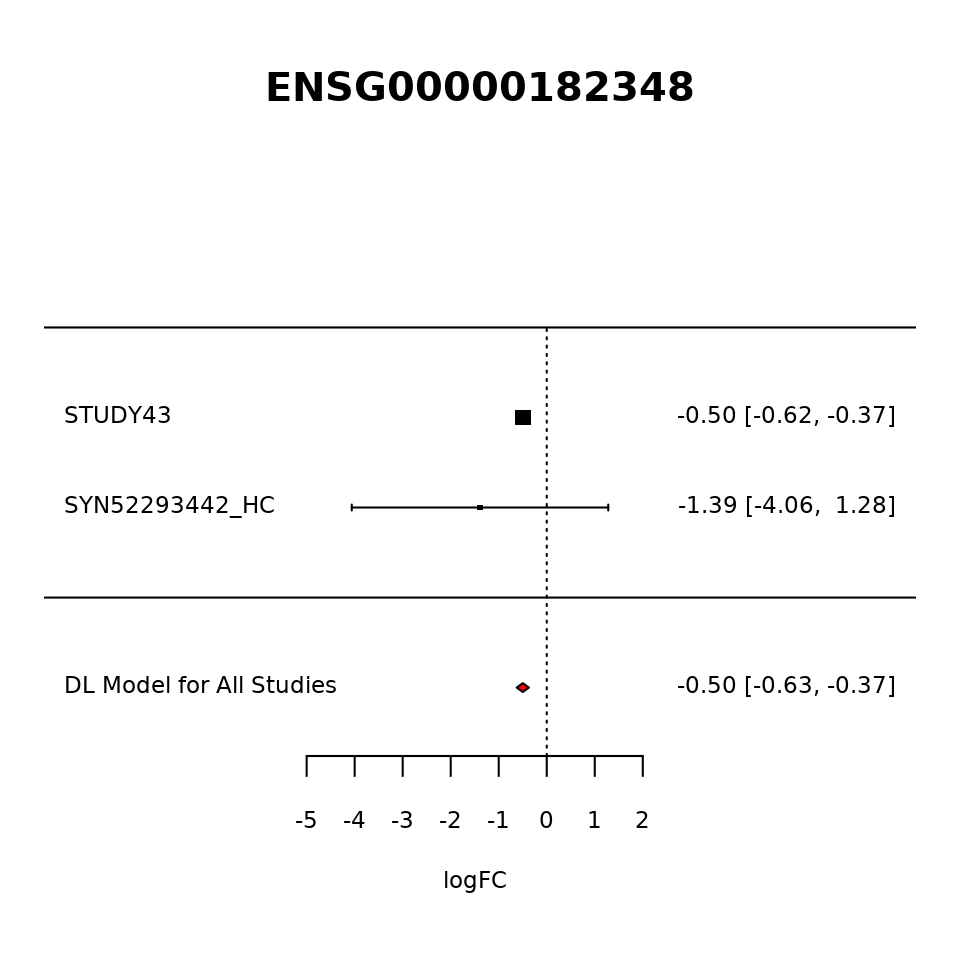 ENSG00000182348
STUDY43 -0.50 [-0.62, -0.37]
SYN52293442_HC -1.39 [-4.06,  1.28]
DL Model for All Studies -0.50 [-0.63, -0.37]
-5 -4 -3 -2 -1 0 1 2
logFC